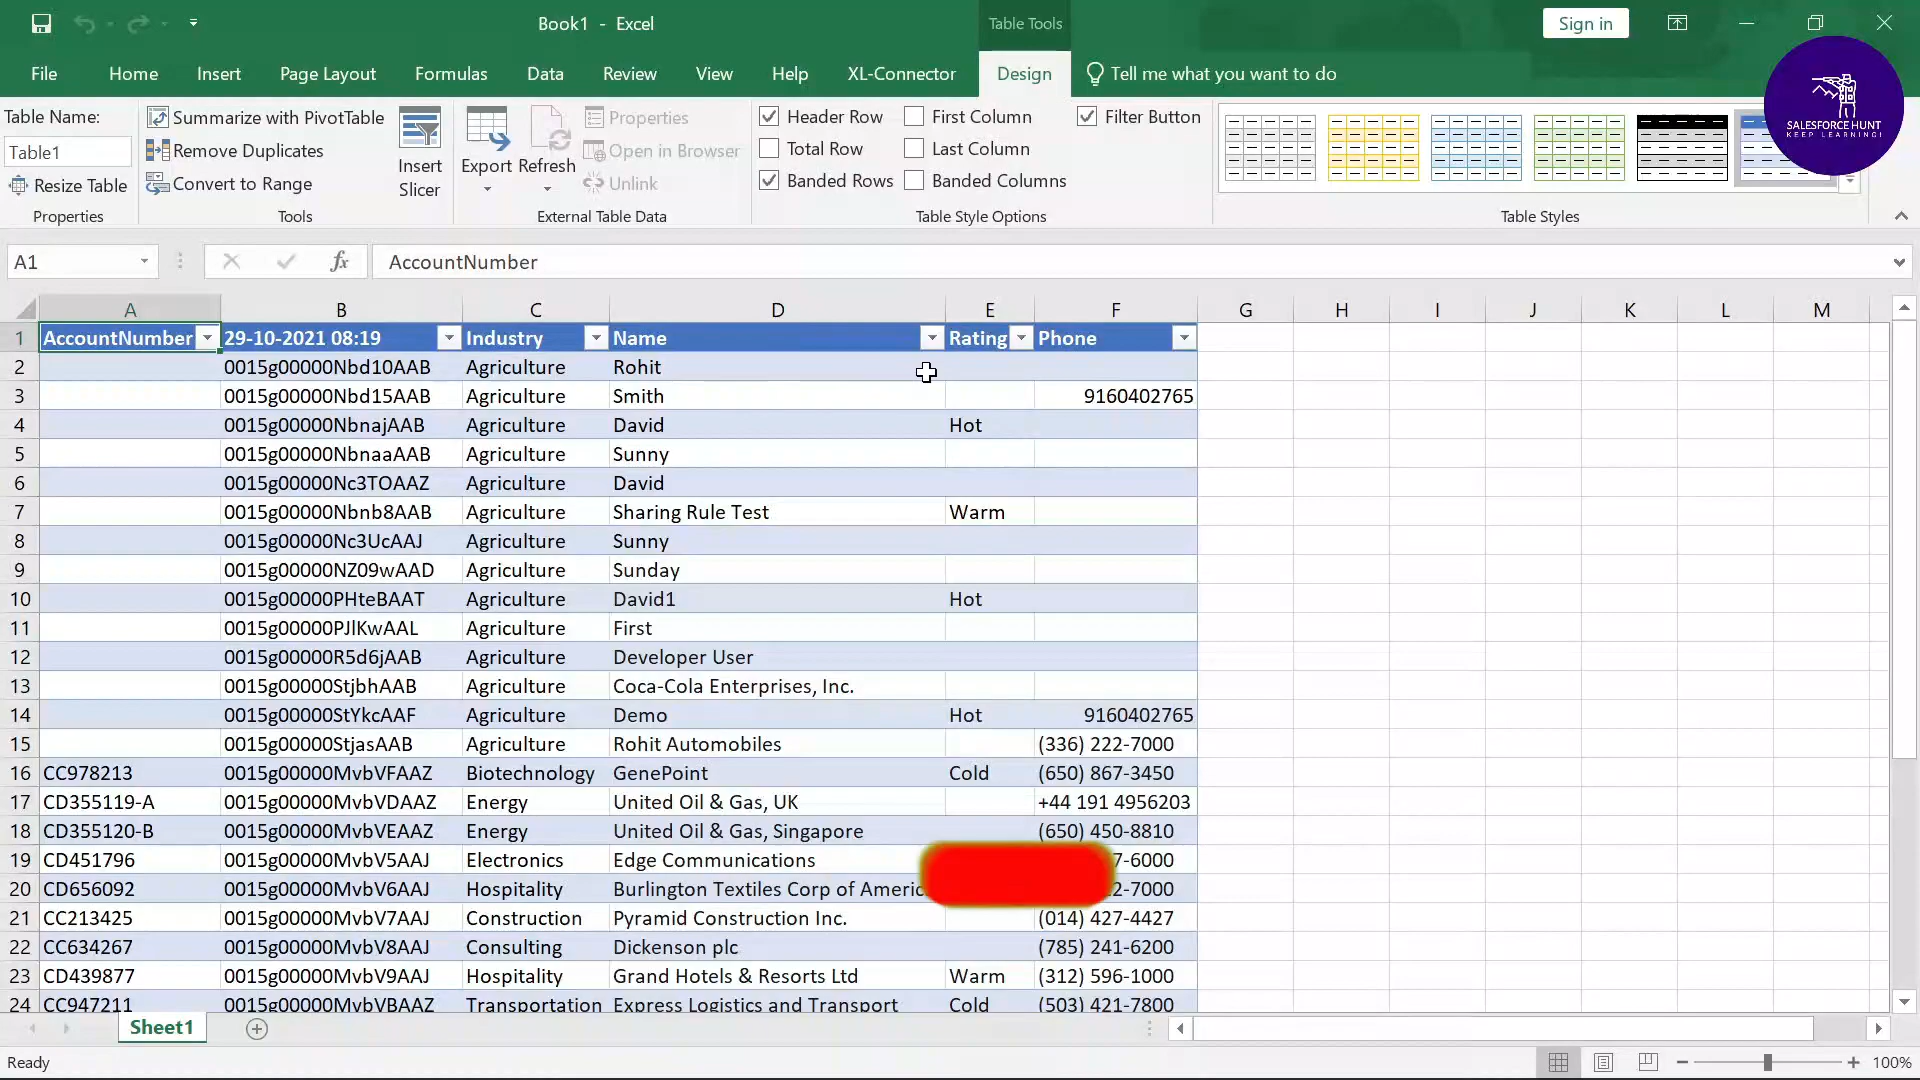 Book1 - Excel
Table Tools
Sign in
File Home Insert Page Layout Formulas Data Review View Help XL-Connector Design Tell me what you want to do
SALESFORCE HUNT
KEEP LEARNING!
Table Name:
Table1
Resize Table
Properties
Summarize with PivotTable
Remove Duplicates
Convert to Range
Tools
Insert
Slicer
Export
Refresh
Properties
Open in Browser
Unlink
External Table Data
Header Row
Total Row
Banded Rows
First Column
Last Column
Banded Columns
Filter Button
Table Style Options
Table Styles
A1
fx
AccountNumber
A B C D E F G H I J K L M
1 AccountNumber 29-10-2021 08:19 Industry Name Rating Phone
2 0015g00000Nbd10AAB Agriculture Rohit
3 0015g00000Nbd15AAB Agriculture Smith 9160402765
4 0015g00000NbnajAAB Agriculture David Hot
5 0015g00000NbnaaAAB Agriculture Sunny
6 0015g00000Nc3TOAAZ Agriculture David
7 0015g00000Nbnb8AAB Agriculture Sharing Rule Test Warm
8 0015g00000Nc3UcAAJ Agriculture Sunny
9 0015g00000NZ09wAAD Agriculture Sunday
10 0015g00000PHteBAAT Agriculture David1 Hot
11 0015g00000PJlKwAAL Agriculture First
12 0015g00000R5d6jAAB Agriculture Developer User
13 0015g00000StjbhAAB Agriculture Coca-Cola Enterprises, Inc.
14 0015g00000StYkcAAF Agriculture Demo Hot 9160402765
15 0015g00000StjasAAB Agriculture Rohit Automobiles (336) 222-7000
16 CC978213 0015g00000MvbVFAAZ Biotechnology GenePoint Cold (650) 867-3450
17 CD355119-A 0015g00000MvbVDAAZ Energy United Oil & Gas, UK +44 191 4956203
18 CD355120-B 0015g00000MvbVEAAZ Energy United Oil & Gas, Singapore (650) 450-8810
19 CD451796 0015g00000MvbV5AAJ Electronics Edge Communications 7-6000
20 CD656092 0015g00000MvbV6AAJ Hospitality Burlington Textiles Corp of Americ 2-7000
21 CC213425 0015g00000MvbV7AAJ Construction Pyramid Construction Inc. (014) 427-4427
22 CC634267 0015g00000MvbV8AAJ Consulting Dickenson plc (785) 241-6200
23 CD439877 0015g00000MvbV9AAJ Hospitality Grand Hotels & Resorts Ltd Warm (312) 596-1000
24 CC947211 0015g00000MvbVBAAZ Transportation Express Logistics and Transport Cold (503) 421-7800
Sheet1
Ready
100%